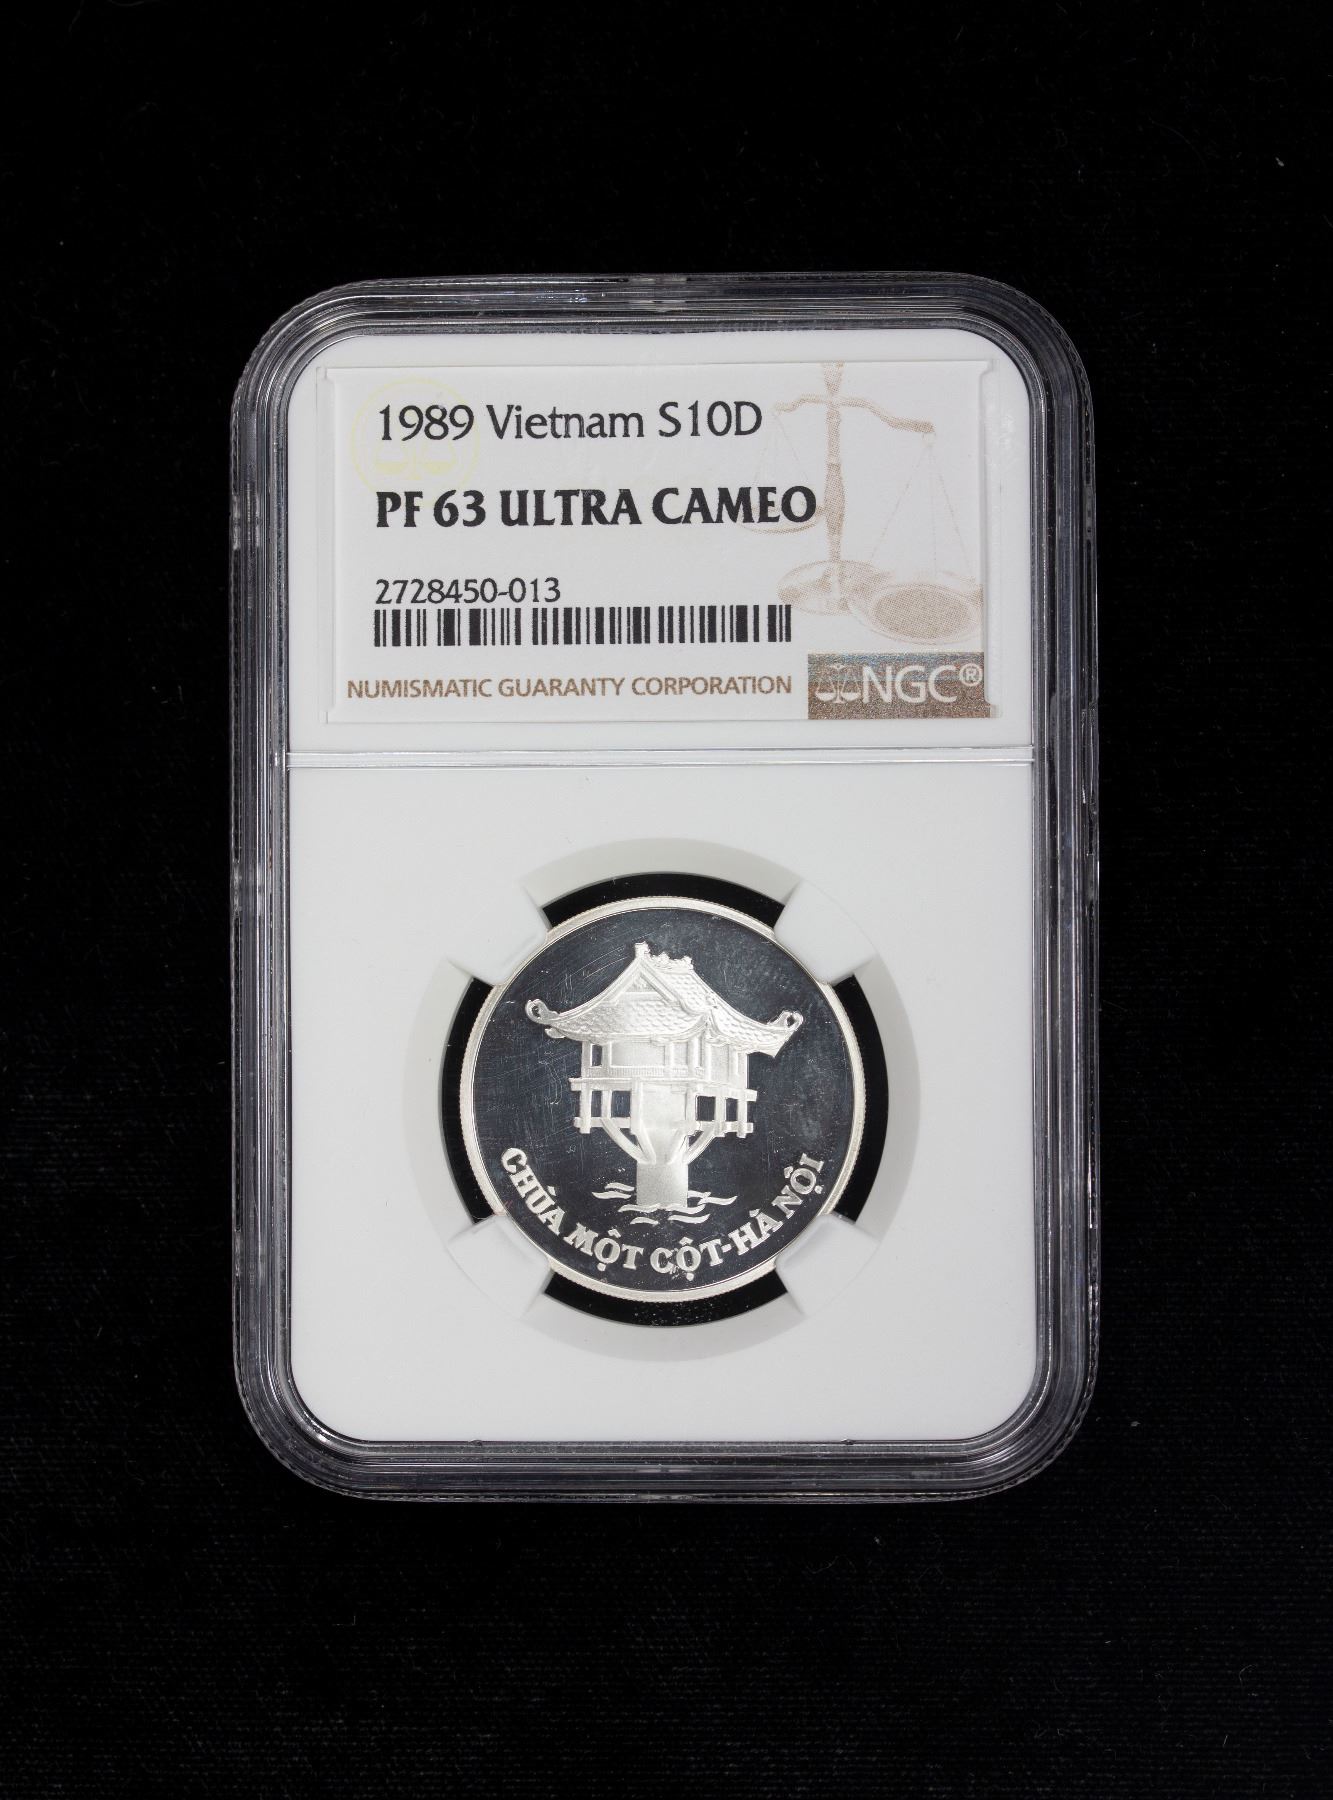 1989 Vietnam S10D
PF 63 ULTRA CAMEO
2728450-013
NUMISMATIC GUARANTY CORPORATION
NGC®
CHÙA MỘT CỘT-HÀ NỘI